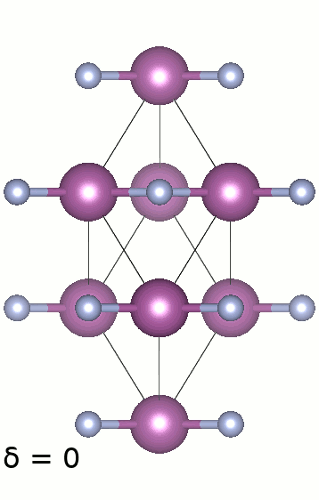 δ = 0